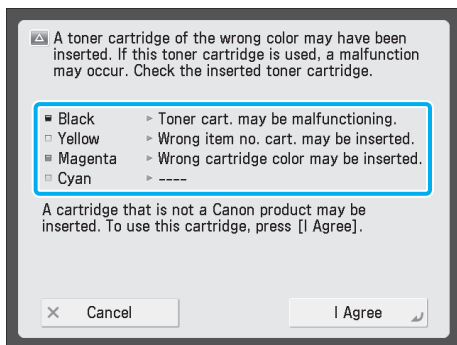 A toner cartridge of the wrong color may have been
inserted. If this toner cartridge is used, a malfunction
may occur. Check the inserted toner cartridge.
Black Toner cart. may be malfunctioning.
Yellow Wrong item no. cart. may be inserted.
Magenta Wrong cartridge color may be inserted.
Cyan ----
A cartridge that is not a Canon product may be
inserted. To use this cartridge, press [I Agree].
Cancel I Agree